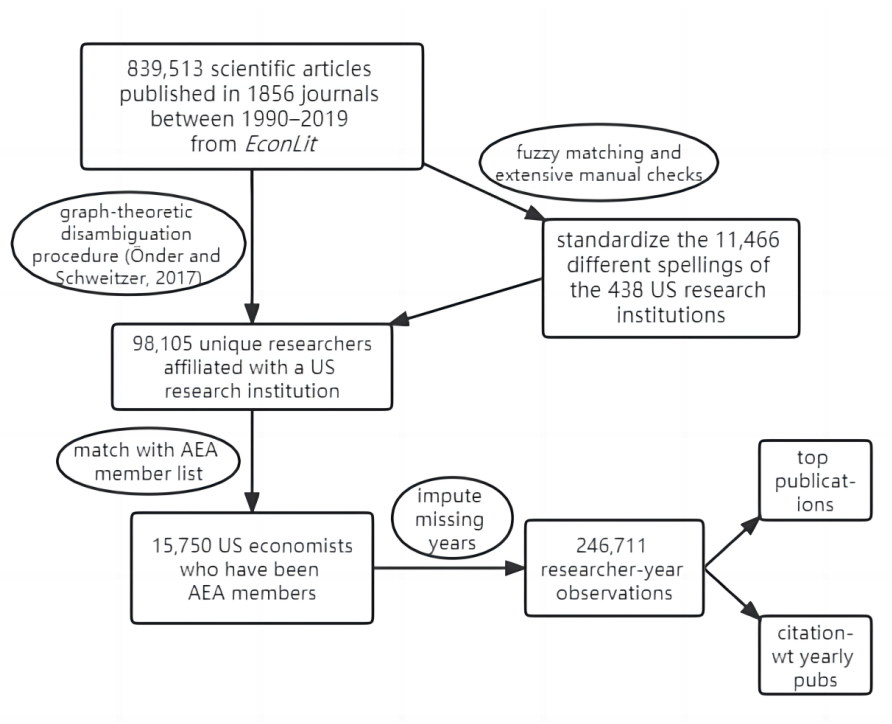 839,513 scientific articles
published in 1856 journals
between 1990–2019
from EconLit
fuzzy matching and
extensive manual checks
graph-theoretic
disambiguation
procedure (Önder and
Schweitzer, 2017)
standardize the 11,466
different spellings of
the 438 US research
institutions
98,105 unique researchers
affiliated with a US
research institution
match with AEA
member list
15,750 US economists
who have been
AEA members
impute
missing
years
246,711
researcher-year
observations
top
publicat-
ions
citation-
wt yearly
pubs